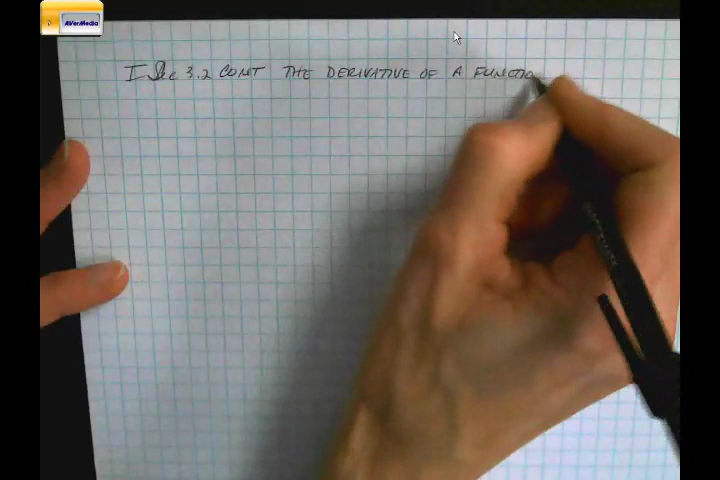 AVerMedia
I Sec 3.2 CONT THE DERIVATIVE OF A FUNCTIO